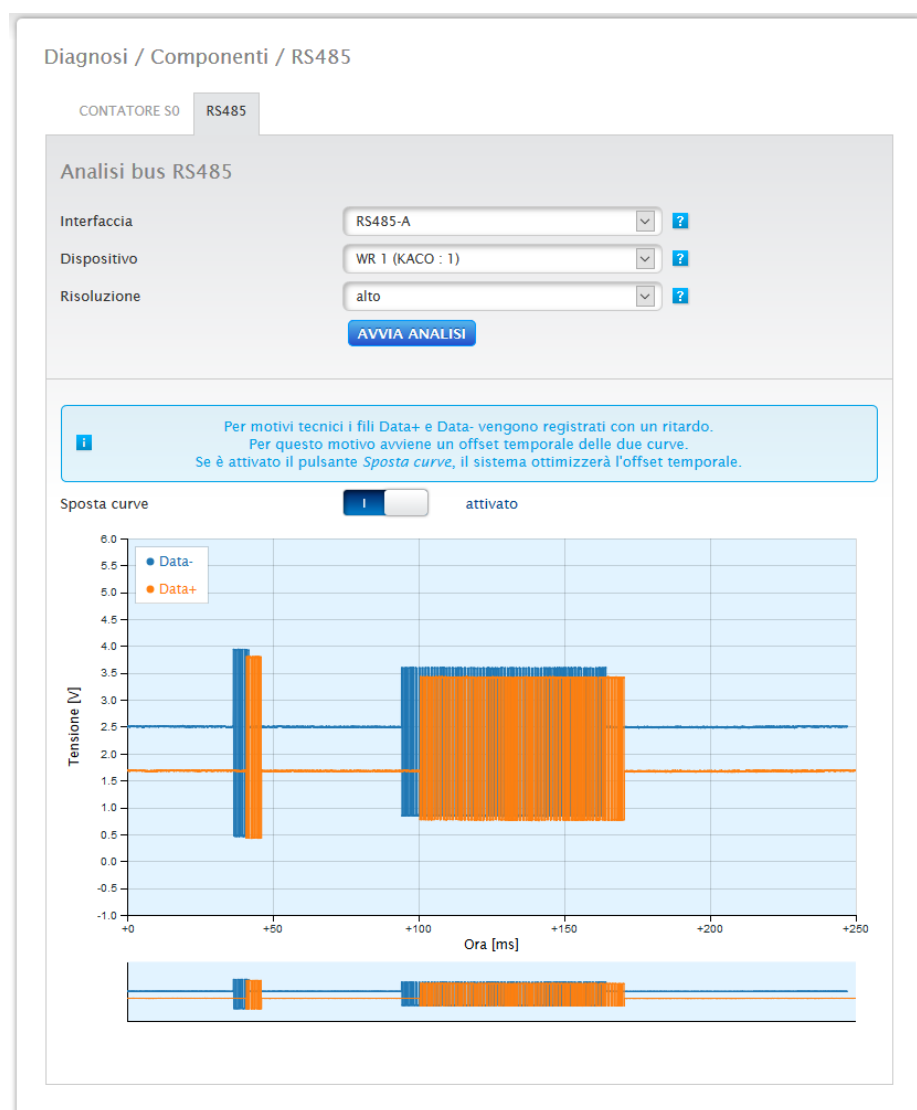 Diagnosi / Componenti / RS485
CONTATORE S0 RS485
Analisi bus RS485
Interfaccia RS485-A ?
Dispositivo WR 1 (KACO : 1) ?
Risoluzione alto ?
AVVIA ANALISI
i
Per motivi tecnici i fili Data+ e Data- vengono registrati con un ritardo.
Per questo motivo avviene un offset temporale delle due curve.
Se è attivato il pulsante Sposta curve, il sistema ottimizzerà l'offset temporale.
Sposta curve I attivato
Data-
Data+
6.0
5.5
5.0
4.5
4.0
3.5
3.0
2.5
2.0
1.5
1.0
0.5
0.0
-0.5
-1.0
Tensione [V]
+0 +50 +100 +150 +200 +250
Ora [ms]